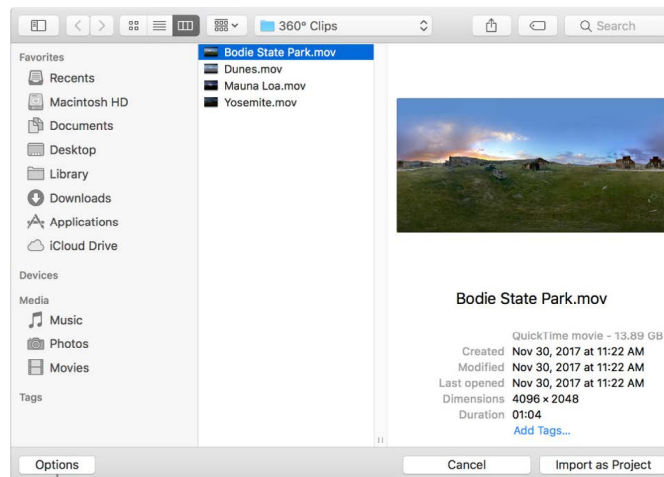 360° Clips
Search
Favorites
Recents
Macintosh HD
Documents
Desktop
Library
Downloads
Applications
iCloud Drive
Devices
Media
Music
Photos
Movies
Tags
Bodie State Park.mov
Dunes.mov
Mauna Loa.mov
Yosemite.mov
Bodie State Park.mov
QuickTime movie - 13.89 GB
Created Nov 30, 2017 at 11:22 AM
Modified Nov 30, 2017 at 11:22 AM
Last opened Nov 30, 2017 at 11:22 AM
Dimensions 4096 × 2048
Duration 01:04
Add Tags...
Options
Cancel
Import as Project